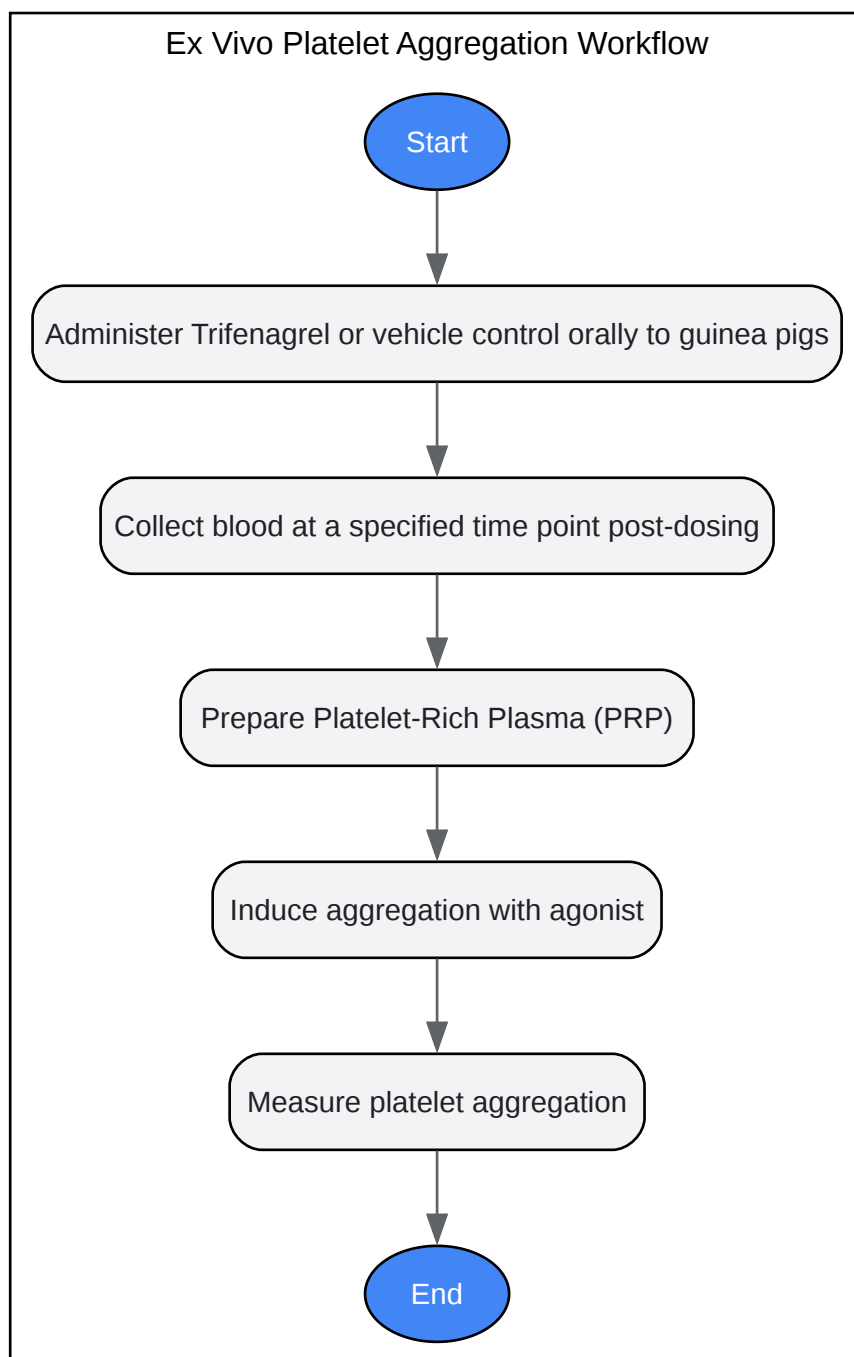 Ex Vivo Platelet Aggregation Workflow
Start
Administer Trifenagrel or vehicle control orally to guinea pigs
Collect blood at a specified time point post-dosing
Prepare Platelet-Rich Plasma (PRP)
Induce aggregation with agonist
Measure platelet aggregation
End